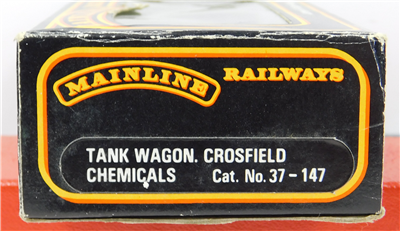 MAINLINE RAILWAYS
TANK WAGON. CROSFIELD
CHEMICALS Cat. No. 37-147